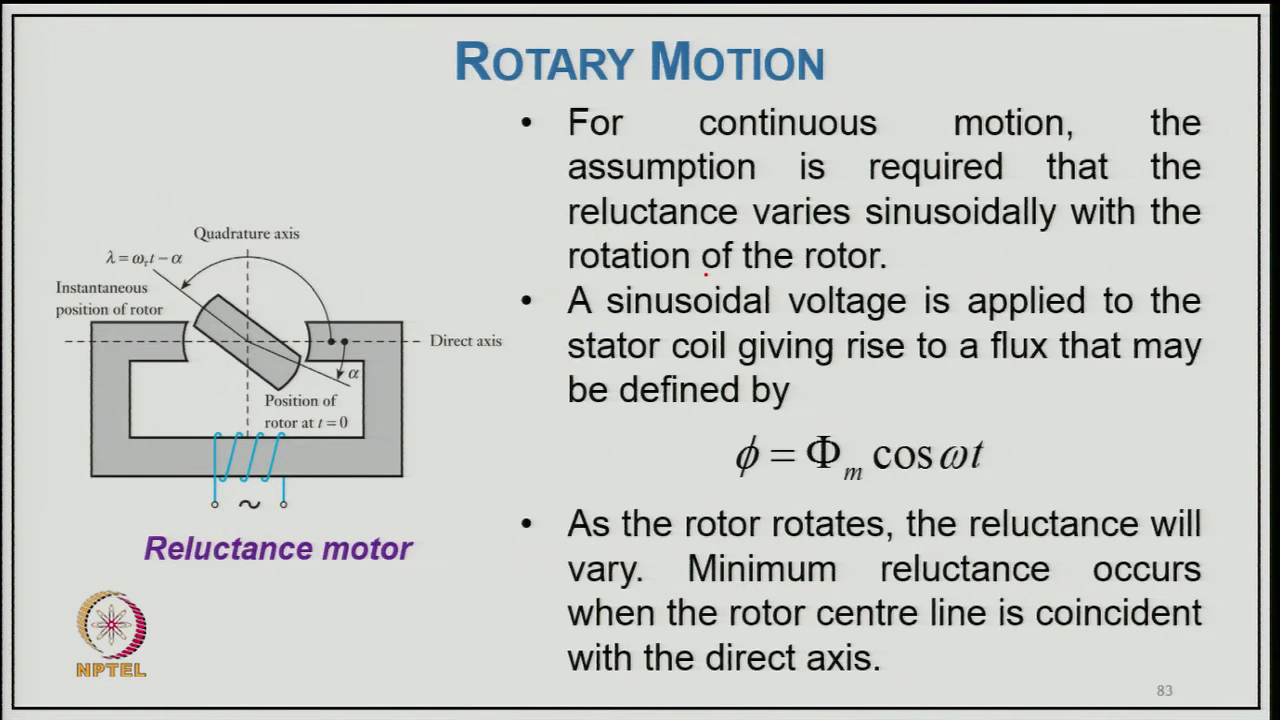 ROTARY MOTION
• For continuous motion, the
assumption is required that the
reluctance varies sinusoidally with the
rotation of the rotor.
• A sinusoidal voltage is applied to the
stator coil giving rise to a flux that may
be defined by
ϕ = Φₘ cos ωt
• As the rotor rotates, the reluctance will
vary. Minimum reluctance occurs
when the rotor centre line is coincident
with the direct axis.
Quadrature axis
λ = ωᵣt − α
Instantaneous
position of rotor
Direct axis
α
Position of
rotor at t = 0
~
Reluctance motor
NPTEL
83